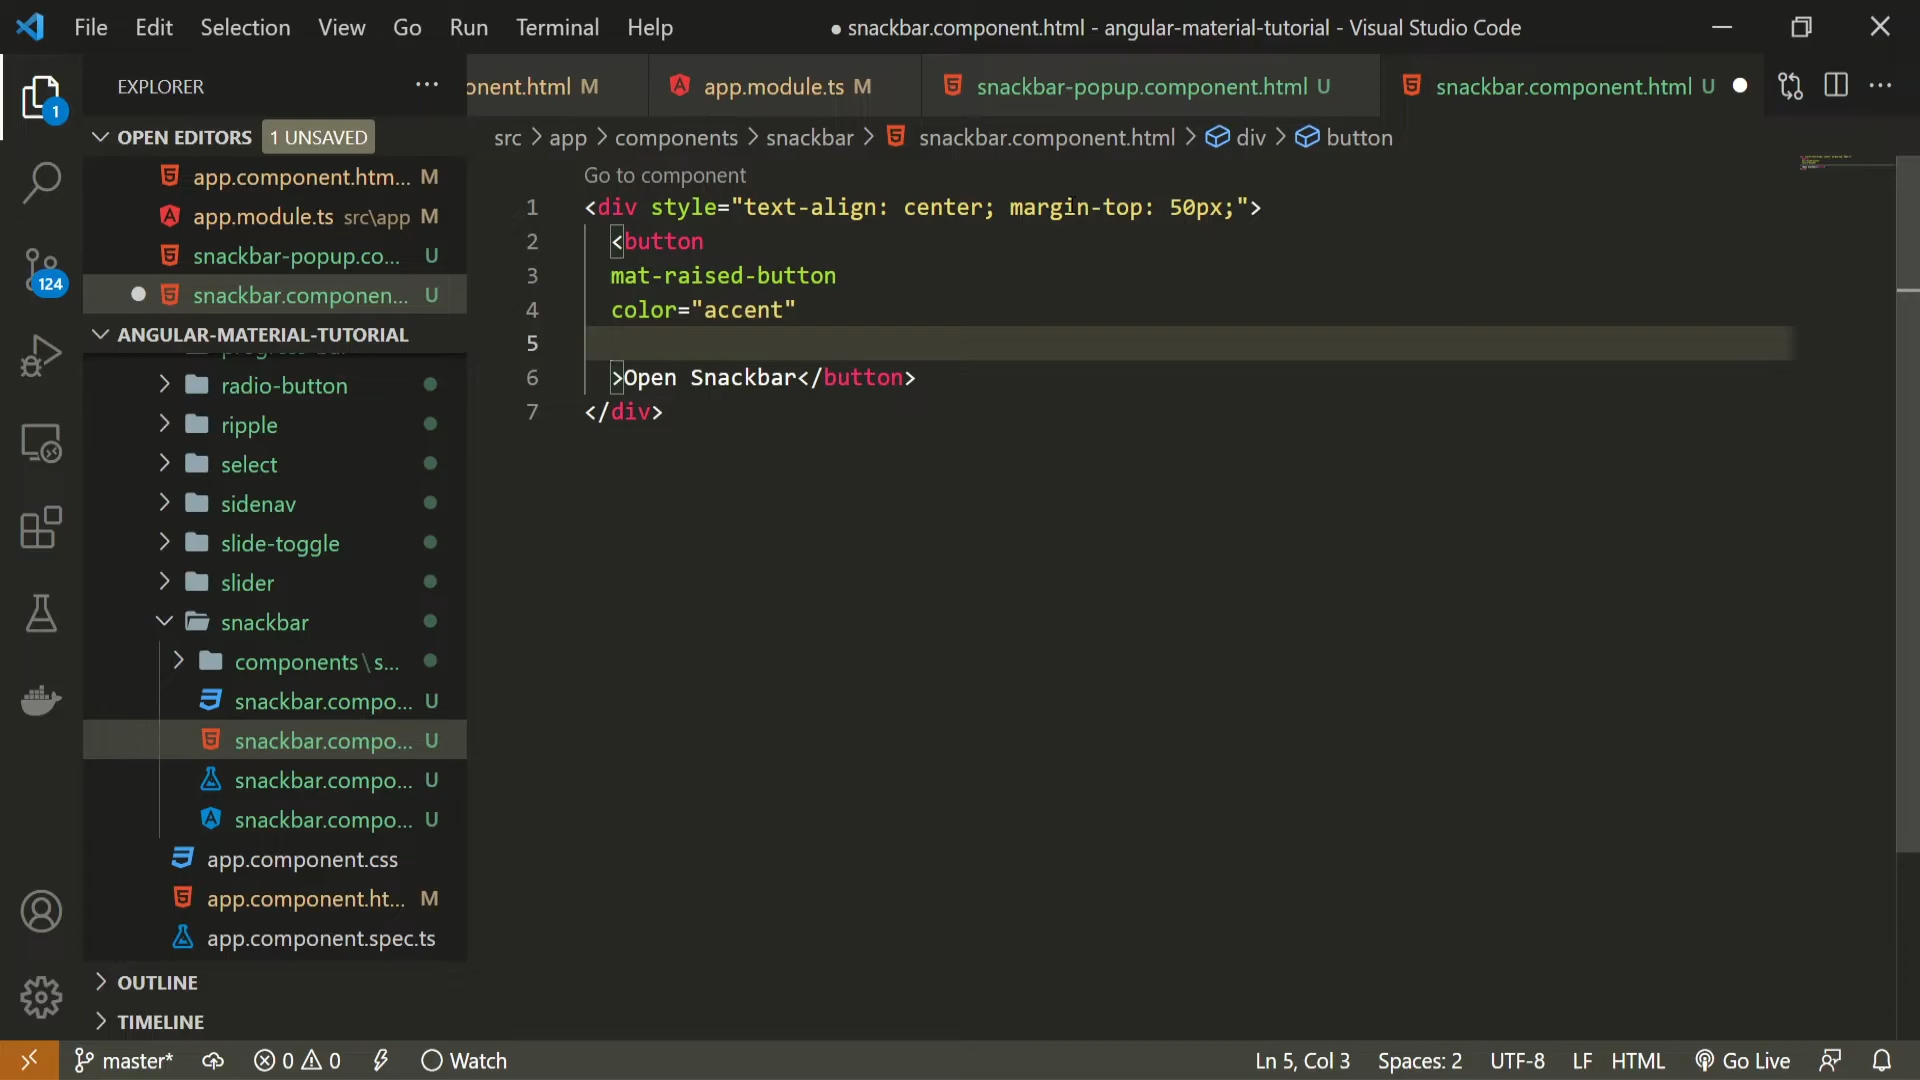 File Edit Selection View Go Run Terminal Help
● snackbar.component.html - angular-material-tutorial - Visual Studio Code
EXPLORER
1
OPEN EDITORS 1 UNSAVED
app.component.htm... M
app.module.ts src\app M
snackbar-popup.co... U
snackbar.componen... U
124
ANGULAR-MATERIAL-TUTORIAL
radio-button
ripple
select
sidenav
slide-toggle
slider
snackbar
components\s...
snackbar.compo... U
snackbar.compo... U
snackbar.compo... U
snackbar.compo... U
app.component.css
app.component.ht... M
app.component.spec.ts
OUTLINE
TIMELINE
onent.html M
app.module.ts M
snackbar-popup.component.html U
snackbar.component.html U
src > app > components > snackbar > snackbar.component.html > div > button
Go to component
1 <div style="text-align: center; margin-top: 50px;">
2 <button
3 mat-raised-button
4 color="accent"
5
6 >Open Snackbar</button>
7 </div>
master* 0 0 Watch
Ln 5, Col 3 Spaces: 2 UTF-8 LF HTML Go Live